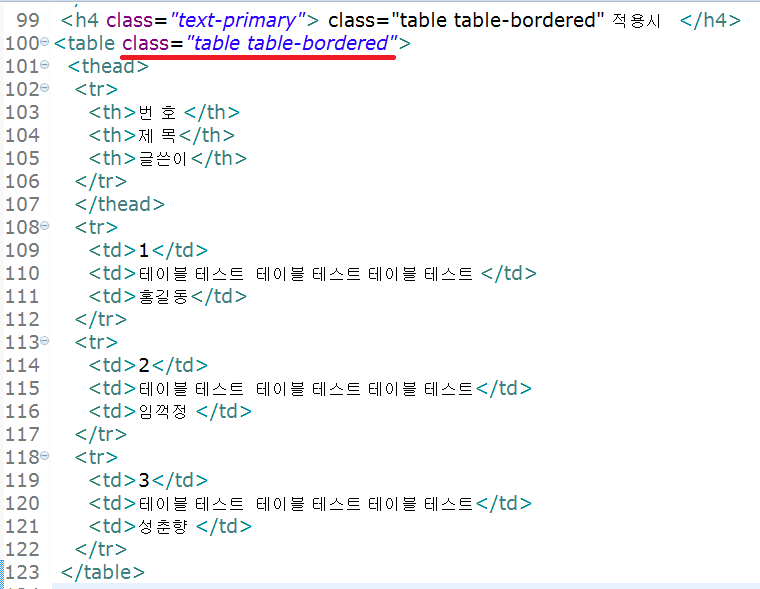 99 <h4 class="text-primary"> class="table table-bordered" 적용시 </h4>
100 <table class="table table-bordered">
101 <thead>
102 <tr>
103 <th>번 호 </th>
104 <th>제 목</th>
105 <th>글쓴이</th>
106 </tr>
107 </thead>
108 <tr>
109 <td>1</td>
110 <td>테이블 테스트 테이블 테스트 테이블 테스트 </td>
111 <td>홍길동</td>
112 </tr>
113 <tr>
114 <td>2</td>
115 <td>테이블 테스트 테이블 테스트 테이블 테스트</td>
116 <td>임꺽정 </td>
117 </tr>
118 <tr>
119 <td>3</td>
120 <td>테이블 테스트 테이블 테스트 테이블 테스트</td>
121 <td>성춘향 </td>
122 </tr>
123 </table>